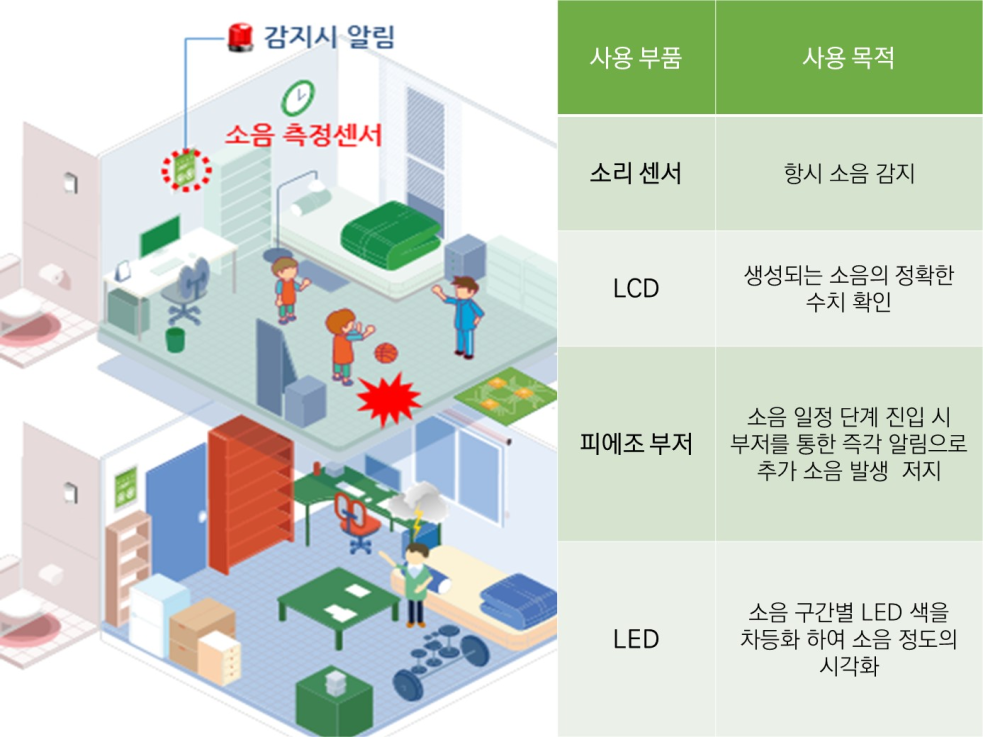 감지시 알림
소음 측정센서
사용 부품
사용 목적
소리 센서
항시 소음 감지
LCD
생성되는 소음의 정확한
수치 확인
피에조 부저
소음 일정 단계 진입 시
부저를 통한 즉각 알림으로
추가 소음 발생 저지
LED
소음 구간별 LED 색을
차등화 하여 소음 정도의
시각화